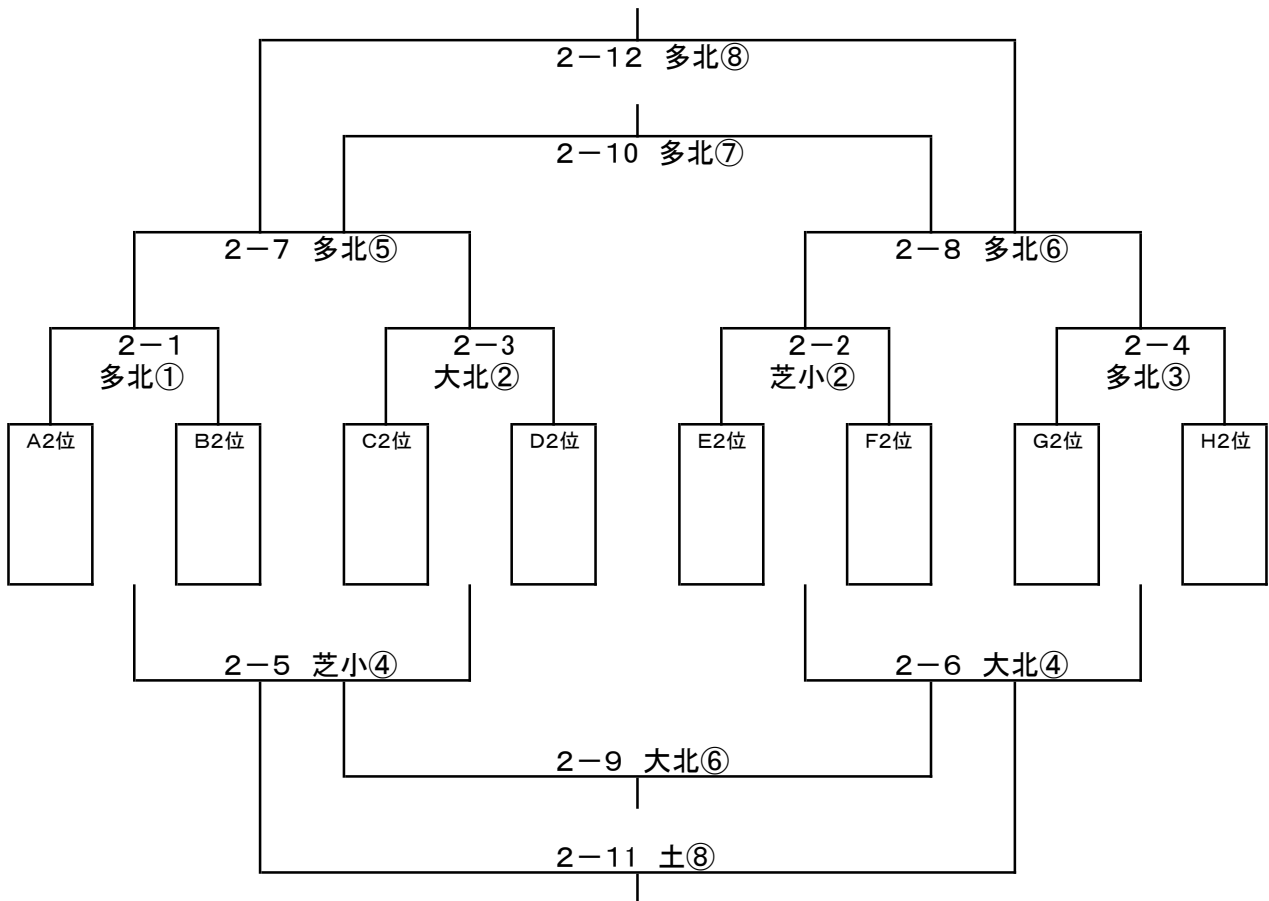 2－12 多北⑧
2－10 多北⑦
2－7 多北⑤
2－8 多北⑥
2－1
多北①
2－3
大北②
2－2
芝小②
2－4
多北③
A2位
B2位
C2位
D2位
E2位
F2位
G2位
H2位
2－5 芝小④
2－6 大北④
2－9 大北⑥
2－11 土⑧